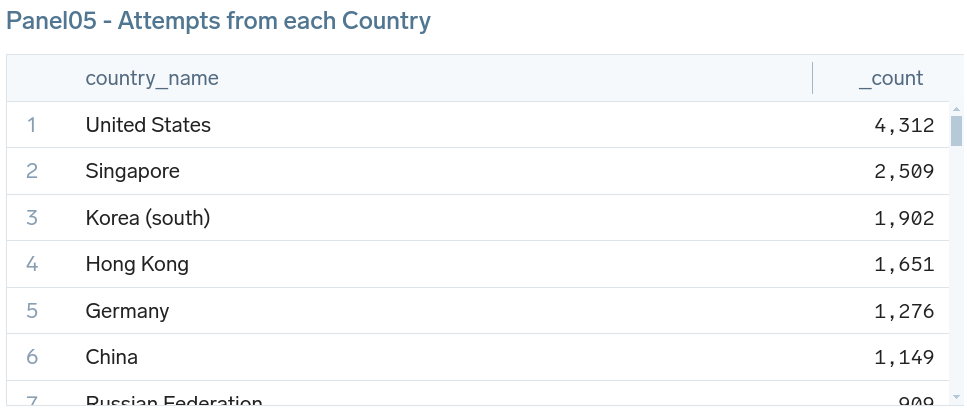 Panel05 - Attempts from each Country
country_name _count
1 United States 4,312
2 Singapore 2,509
3 Korea (south) 1,902
4 Hong Kong 1,651
5 Germany 1,276
6 China 1,149
7 Russian Federation 909